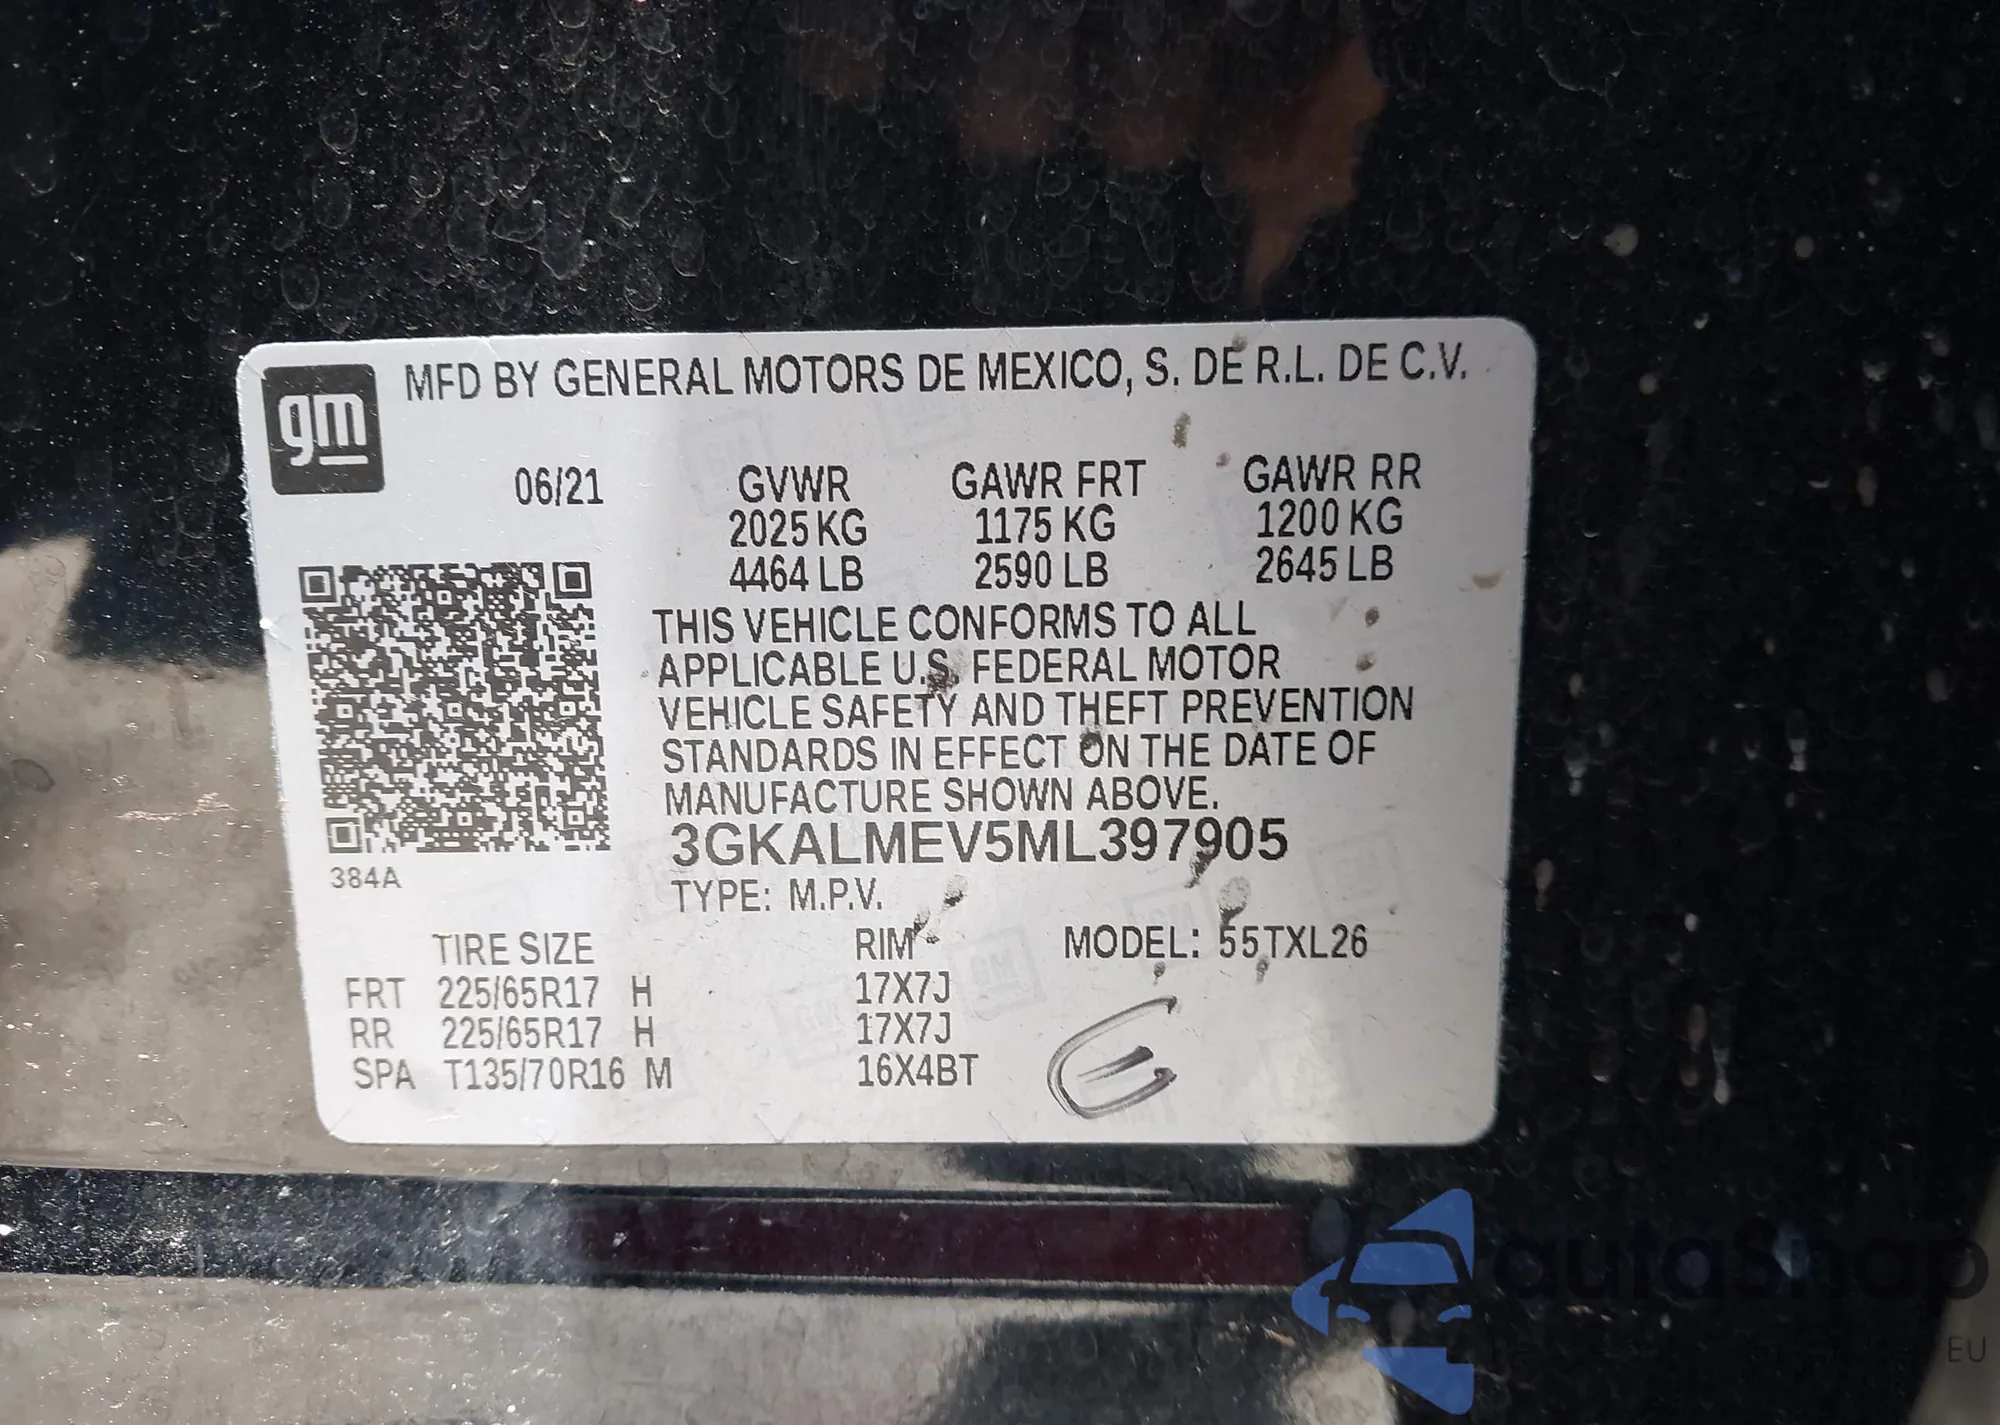 gm
MFD BY GENERAL MOTORS DE MEXICO, S. DE R.L. DE C.V.
06/21 GVWR GAWR FRT GAWR RR
2025 KG 1175 KG 1200 KG
4464 LB 2590 LB 2645 LB
THIS VEHICLE CONFORMS TO ALL
APPLICABLE U.S. FEDERAL MOTOR
VEHICLE SAFETY AND THEFT PREVENTION
STANDARDS IN EFFECT ON THE DATE OF
MANUFACTURE SHOWN ABOVE.
3GKALMEV5ML397905
384A
TYPE: M.P.V.
TIRE SIZE RIM MODEL: 55TXL26
FRT 225/65R17 H 17X7J
RR 225/65R17 H 17X7J
SPA T135/70R16 M 16X4BT
autaSnap
EU